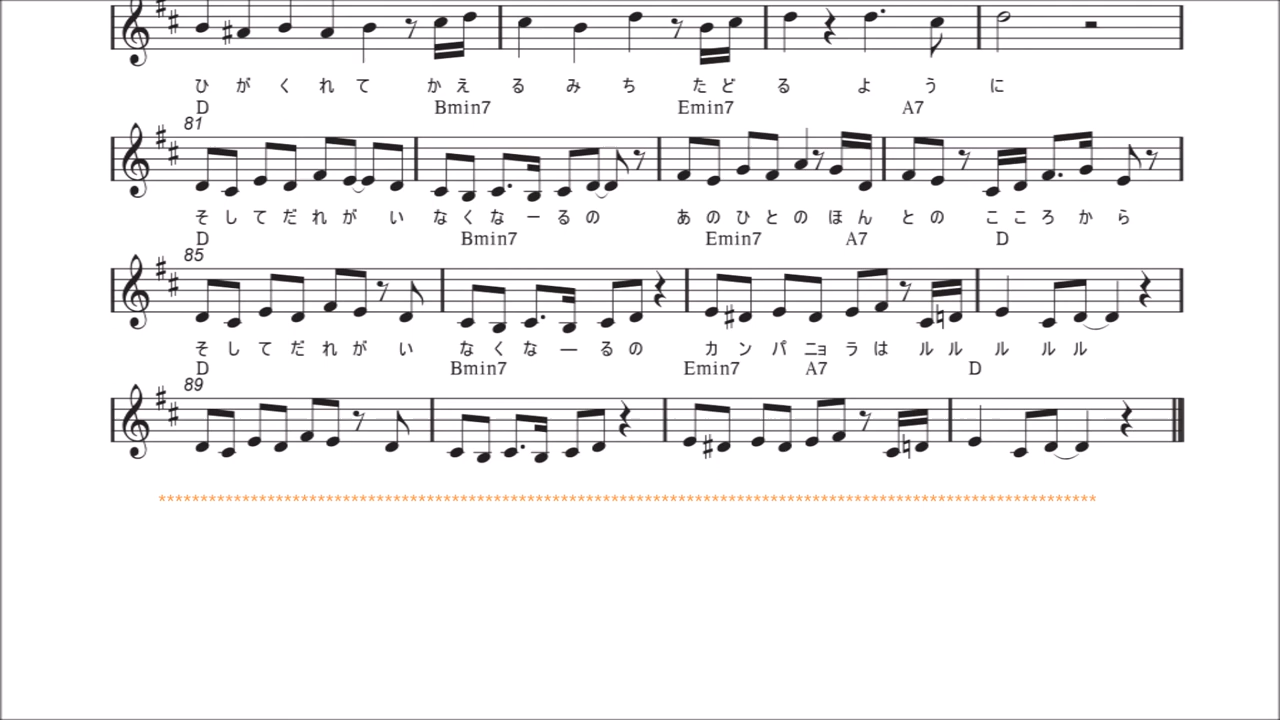 ひ が く れ て か え る み ち た ど る よ う に
D Bmin7 Emin7 A7
81
そ し て だ れ が い な く な ー る の あ の ひ と の ほ ん と の こ こ ろ か ら
D Bmin7 Emin7 A7 D
85
そ し て だ れ が い な く な ― る の カ ン パ ニョ ラ は ル ル ル ル ル
D Bmin7 Emin7 A7 D
89
****************************************************************************************************************